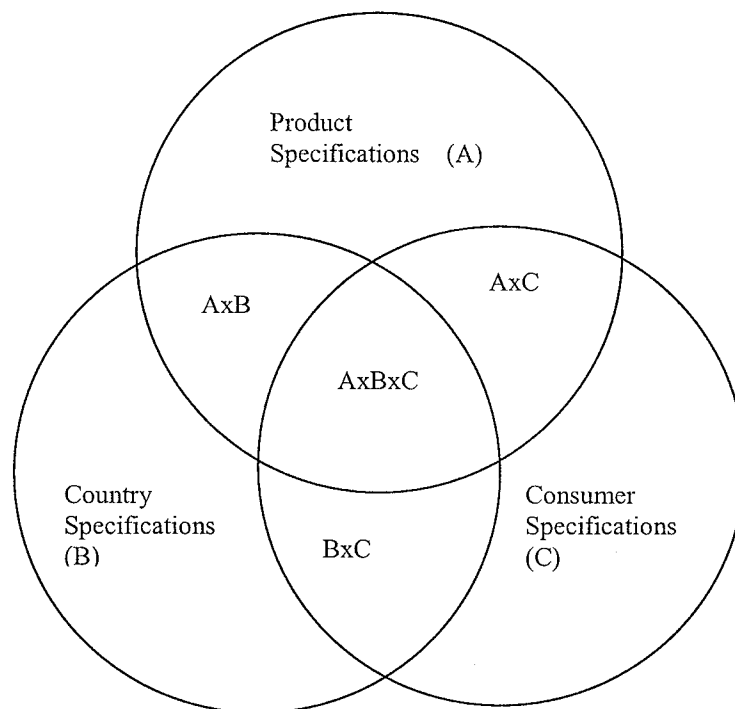 Product
Specifications (A)
AxB
AxC
AxBxC
Country
Specifications
(B)
Consumer
Specifications
(C)
BxC